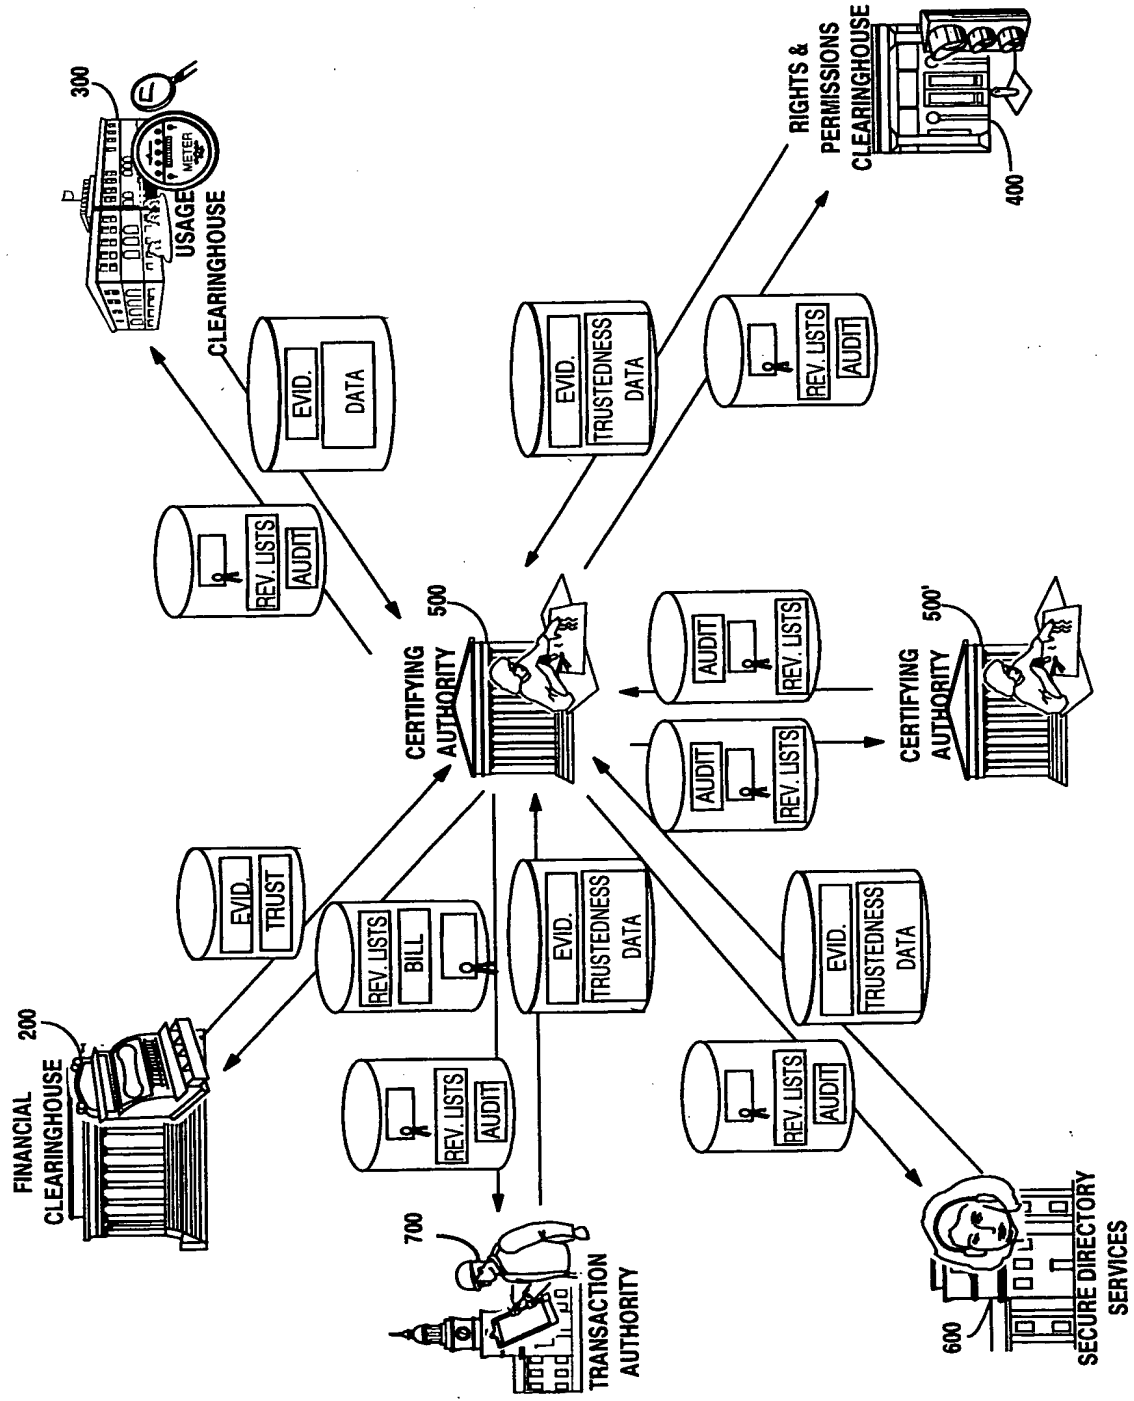 FINANCIAL
CLEARINGHOUSE
200
300
METER
USAGE
CLEARINGHOUSE
EVID.
TRUST
REV. LISTS
AUDIT
EVID.
DATA
REV. LISTS
BILL
CERTIFYING
AUTHORITY
500
700
REV. LISTS
AUDIT
EVID.
TRUSTEDNESS
DATA
EVID.
TRUSTEDNESS
DATA
TRANSACTION
AUTHORITY
AUDIT
REV. LISTS
AUDIT
REV. LISTS
REV. LISTS
AUDIT
REV. LISTS
AUDIT
RIGHTS &
PERMISSIONS
CLEARINGHOUSE
400
EVID.
TRUSTEDNESS
DATA
CERTIFYING
AUTHORITY
500'
600
SECURE DIRECTORY
SERVICES